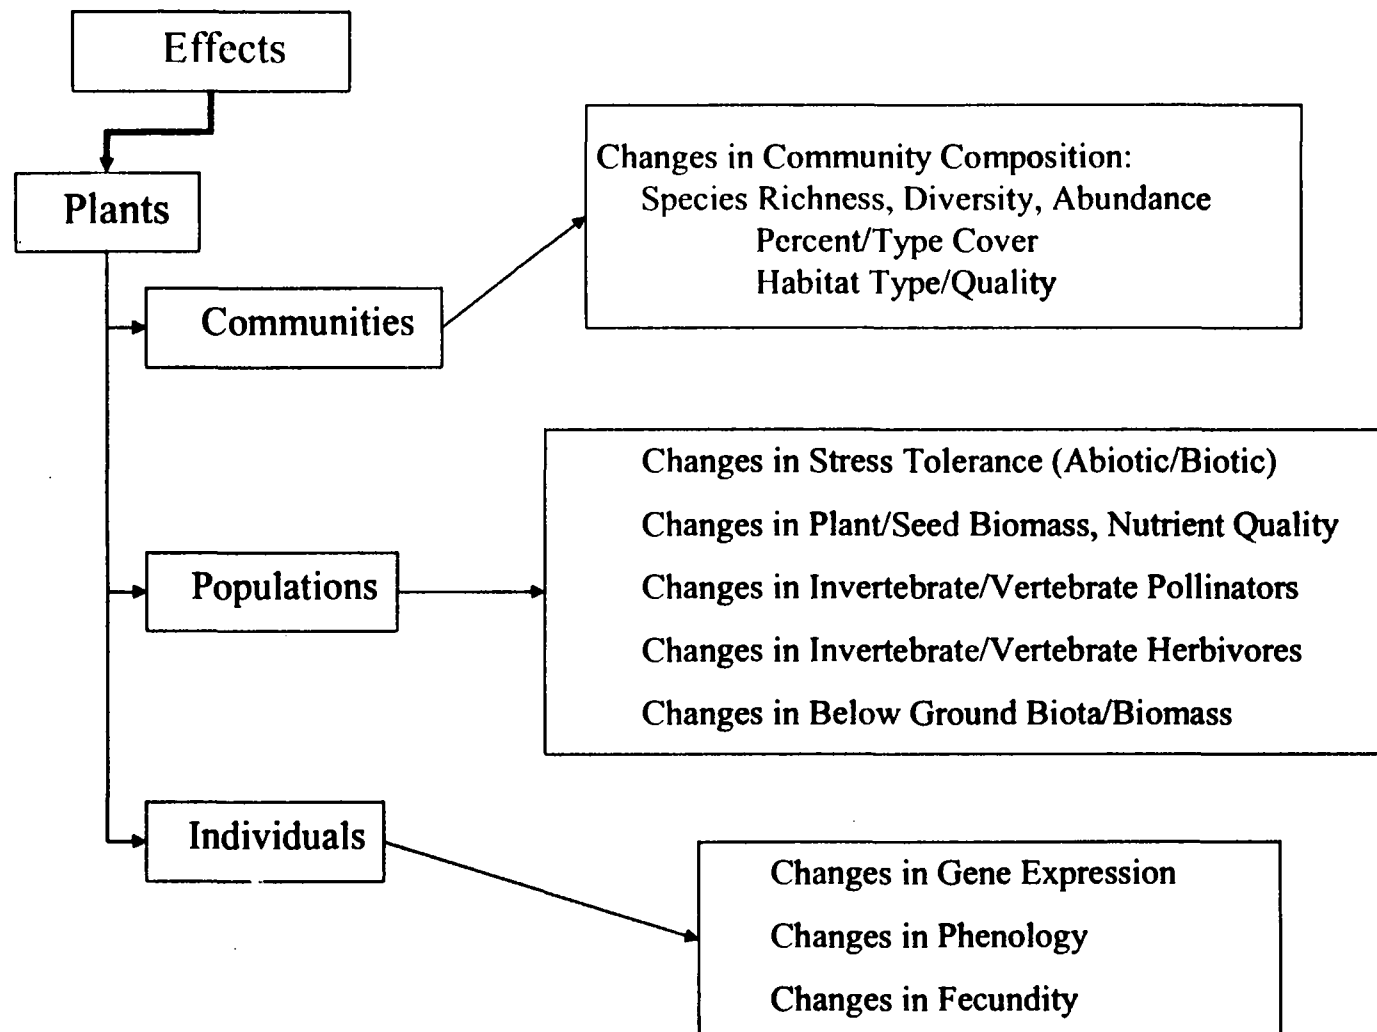 Effects
Plants
Changes in Community Composition:
Species Richness, Diversity, Abundance
Percent/Type Cover
Habitat Type/Quality
Communities
Changes in Stress Tolerance (Abiotic/Biotic)
Changes in Plant/Seed Biomass, Nutrient Quality
Populations
Changes in Invertebrate/Vertebrate Pollinators
Changes in Invertebrate/Vertebrate Herbivores
Changes in Below Ground Biota/Biomass
Individuals
Changes in Gene Expression
Changes in Phenology
Changes in Fecundity